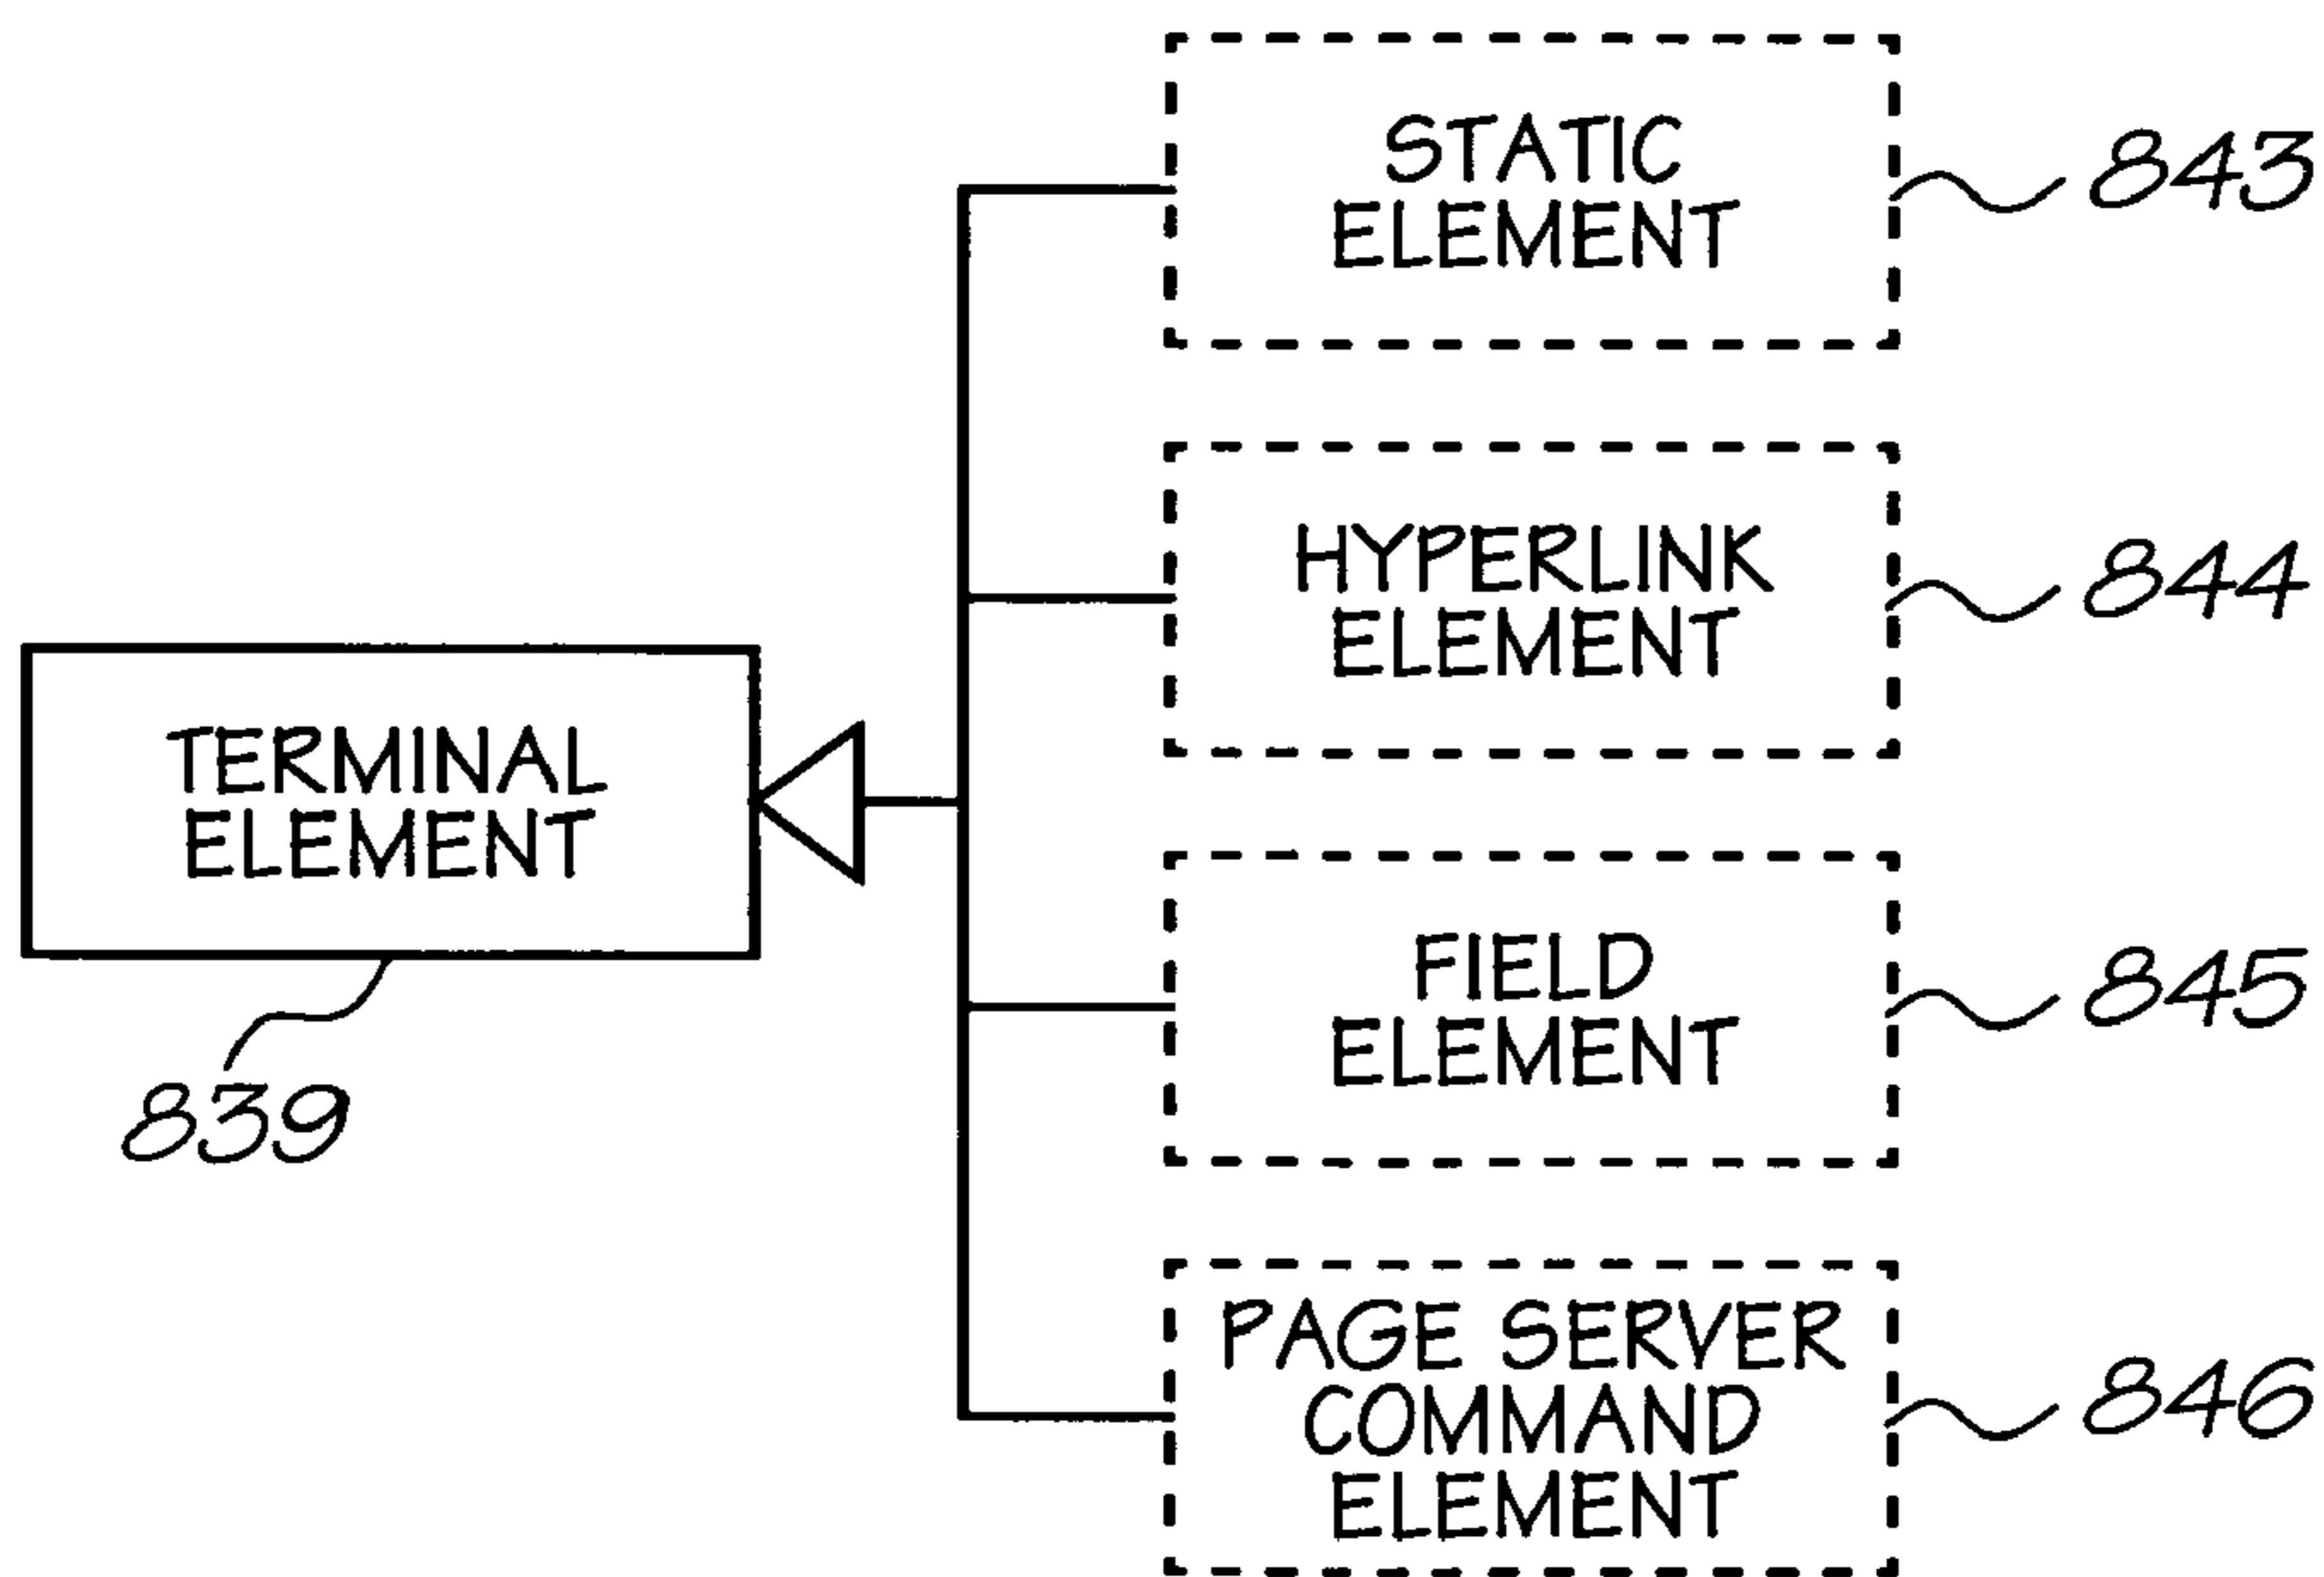 STATIC
ELEMENT
843
HYPERLINK
ELEMENT
844
TERMINAL
ELEMENT
839
FIELD
ELEMENT
845
PAGE SERVER
COMMAND
ELEMENT
846